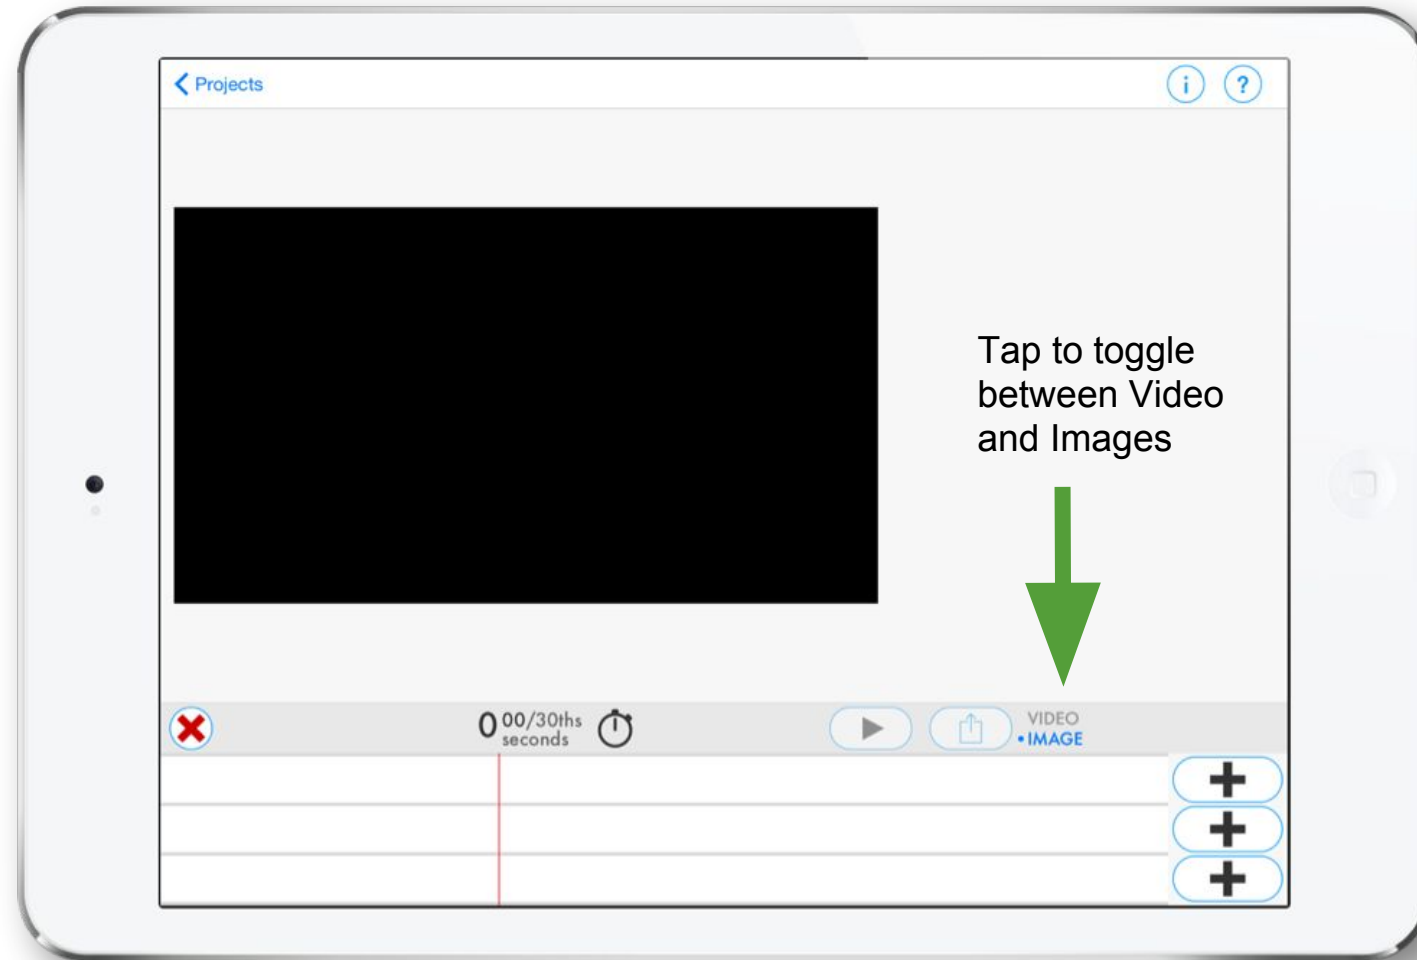 Projects
i ?
Tap to toggle
between Video
and Images
0 00/30ths
seconds
VIDEO
•IMAGE